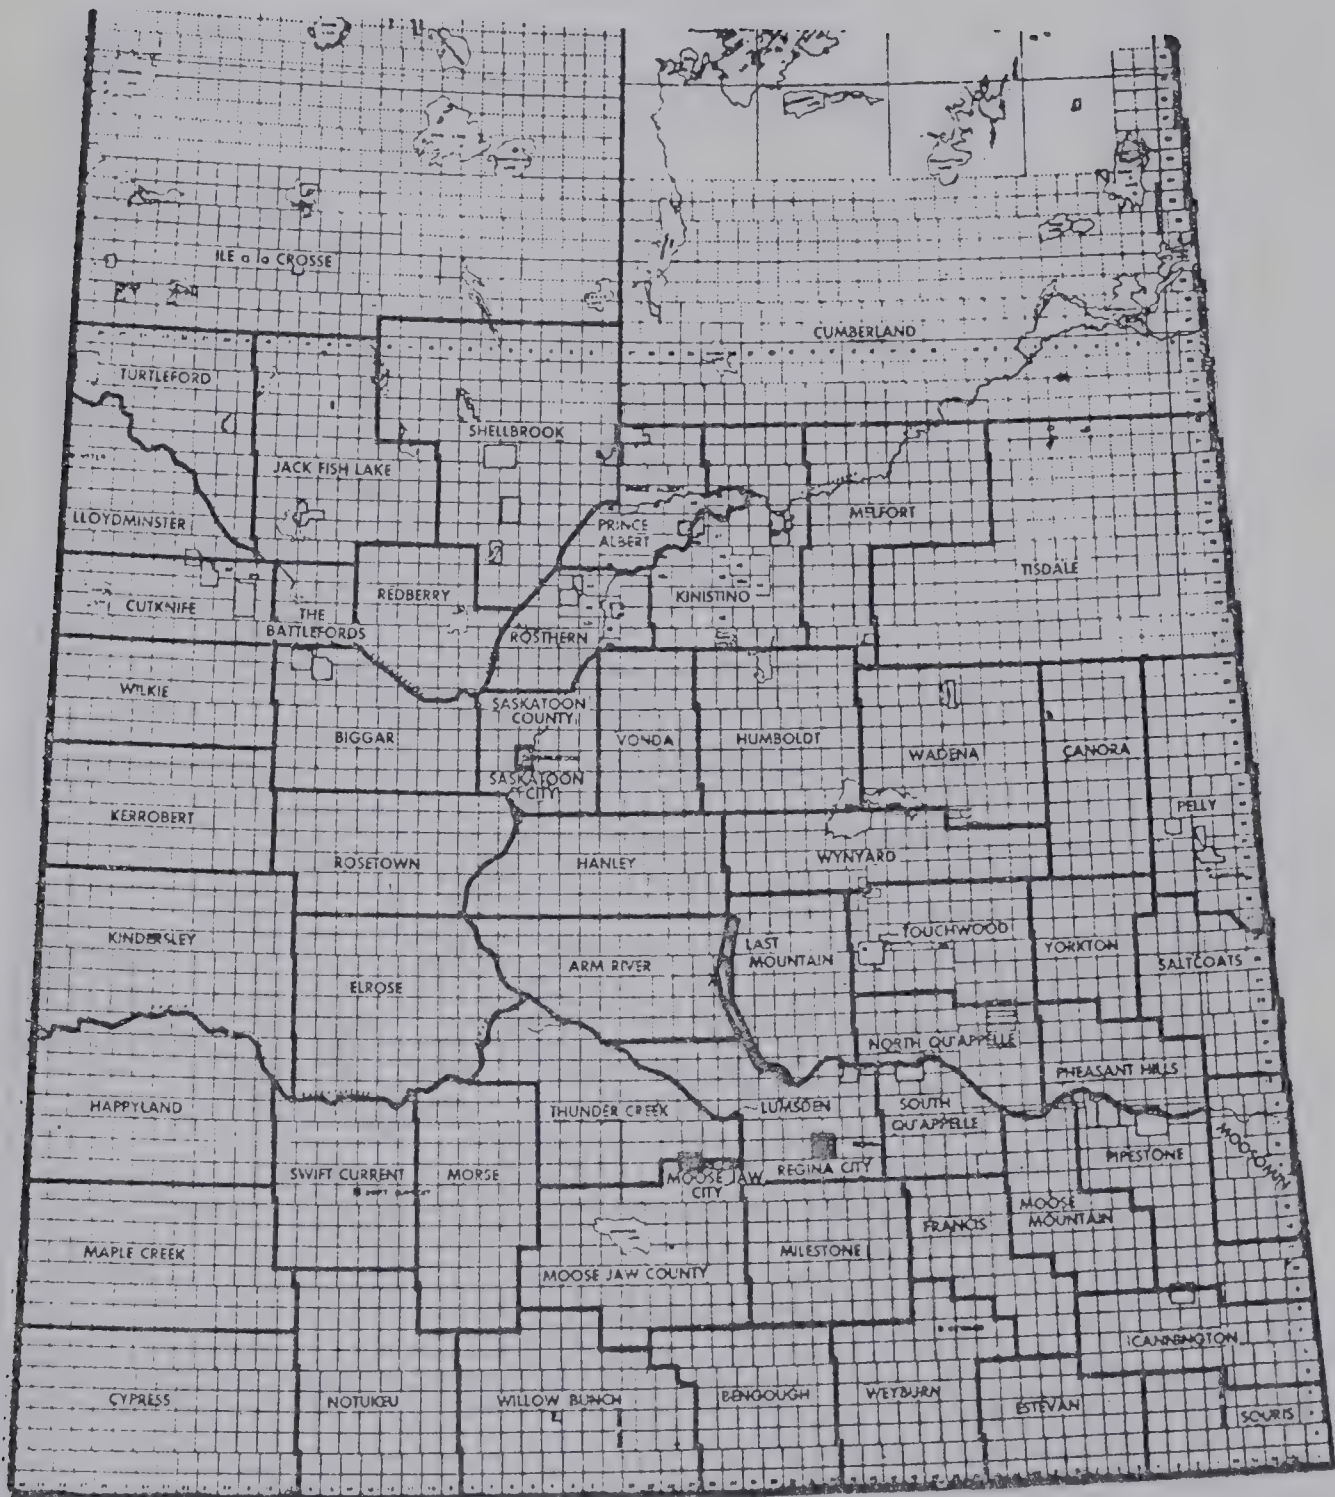 ILE a la CROSSE
CUMBERLAND
TURTLEFORD
SHELLBROOK
JACK FISH LAKE
LLOYDMINSTER
PRINCE
ALBERT
MELFORT
TISDALE
CUTKNIFE
THE
BATTLEFORDS
REDBERRY
KINISTINO
ROSTHERN
WILKIE
SASKATOON
COUNTY
BIGGAR
VONDA
HUMBOLDT
WADENA
CANORA
SASKATOON
CITY
KERROBERT
PELLY
ROSETOWN
HANLEY
WYNYARD
KINDERSLEY
ELROSE
ARM RIVER
LAST
MOUNTAIN
TOUCHWOOD
YORKTON
SALTCOATS
NORTH QU'APPELLE
PHEASANT HILLS
HAPPYLAND
THUNDER CREEK
LUMSDEN
SOUTH
QU'APPELLE
SWIFT CURRENT
MORSE
MOOSE JAW
CITY
REGINA CITY
PIPESTONE
MOOSOMIN
MAPLE CREEK
MOOSE JAW COUNTY
MILESTONE
FRANCIS
MOOSE
MOUNTAIN
CANNINGTON
CYPRESS
NOTUKEU
WILLOW BUNCH
BENGOUGH
WEYBURN
ESTEVAN
SOURIS